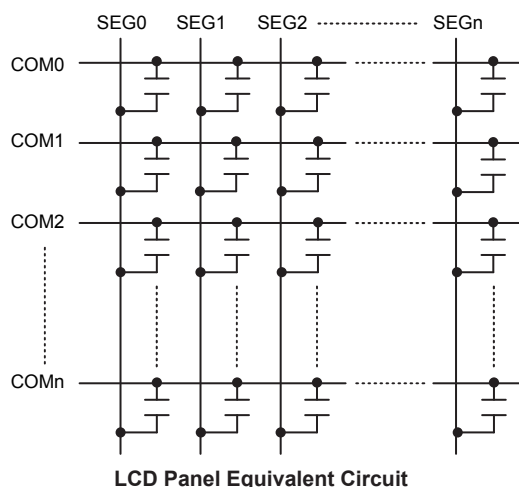 SEG0 SEG1 SEG2 SEGn
COM0
COM1
COM2
COMn
LCD Panel Equivalent Circuit